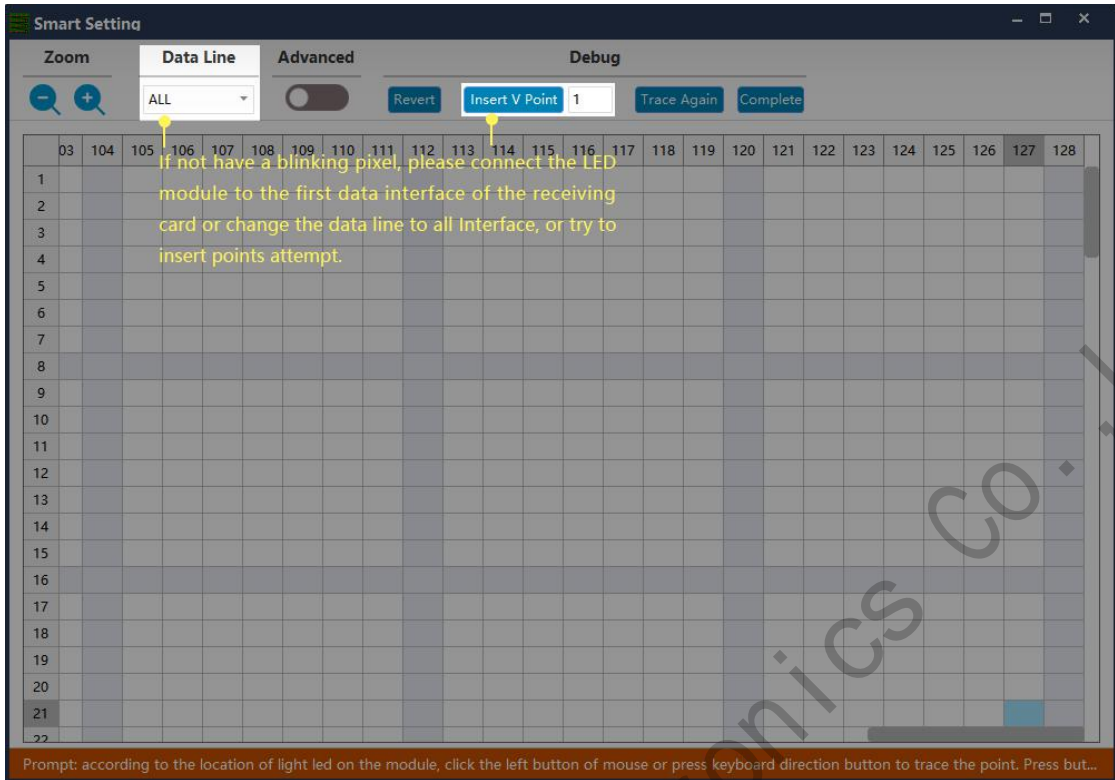 Smart Setting
Zoom Data Line Advanced Debug
ALL Revert Insert V Point 1 Trace Again Complete
03 104 105 106 107 108 109 110 111 112 113 114 115 116 117 118 119 120 121 122 123 124 125 126 127 128
If not have a blinking pixel, please connect the LED
module to the first data interface of the receiving
card or change the data line to all Interface, or try to
insert points attempt.
1
2
3
4
5
6
7
8
9
10
11
12
13
14
15
16
17
18
19
20
21
22
Prompt: according to the location of light led on the module, click the left button of mouse or press keyboard direction button to trace the point. Press but...
onics Co.,